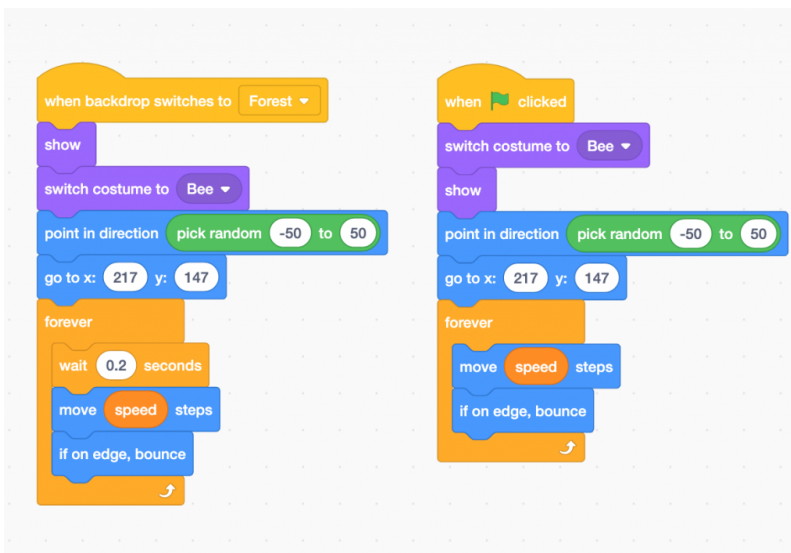 when backdrop switches to Forest
show
switch costume to Bee
point in direction pick random -50 to 50
go to x: 217 y: 147
forever
wait 0.2 seconds
move speed steps
if on edge, bounce
when clicked
switch costume to Bee
show
point in direction pick random -50 to 50
go to x: 217 y: 147
forever
move speed steps
if on edge, bounce